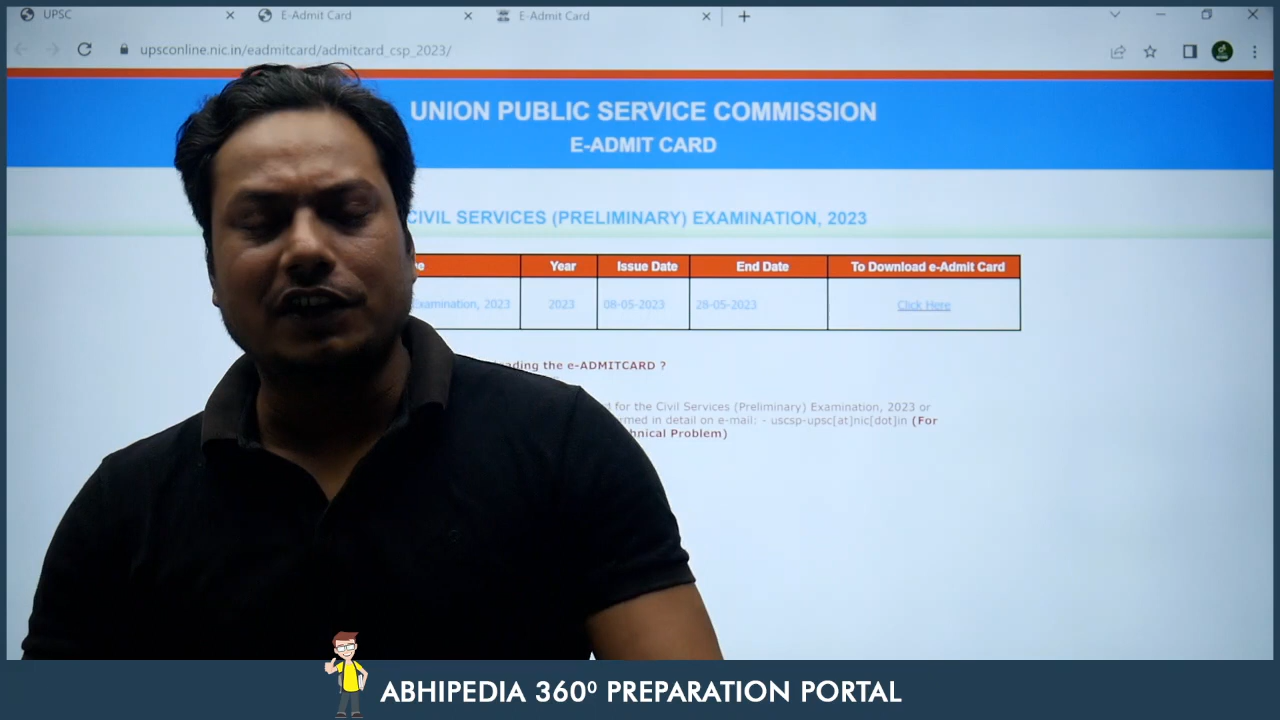 UPSC
E-Admit Card
E-Admit Card
upsconline.nic.in/eadmitcard/admitcard_csp_2023/
UNION PUBLIC SERVICE COMMISSION
E-ADMIT CARD
CIVIL SERVICES (PRELIMINARY) EXAMINATION, 2023
Year Issue Date End Date To Download e-Admit Card
Examination, 2023 2023 08-05-2023 28-05-2023 Click Here
the e-ADMITCARD ?
for the Civil Services (Preliminary) Examination, 2023 or
in detail on e-mail: - uscsp-upsc[at]nic[dot]in (For
Problem)
ABHIPEDIA 360⁰ PREPARATION PORTAL